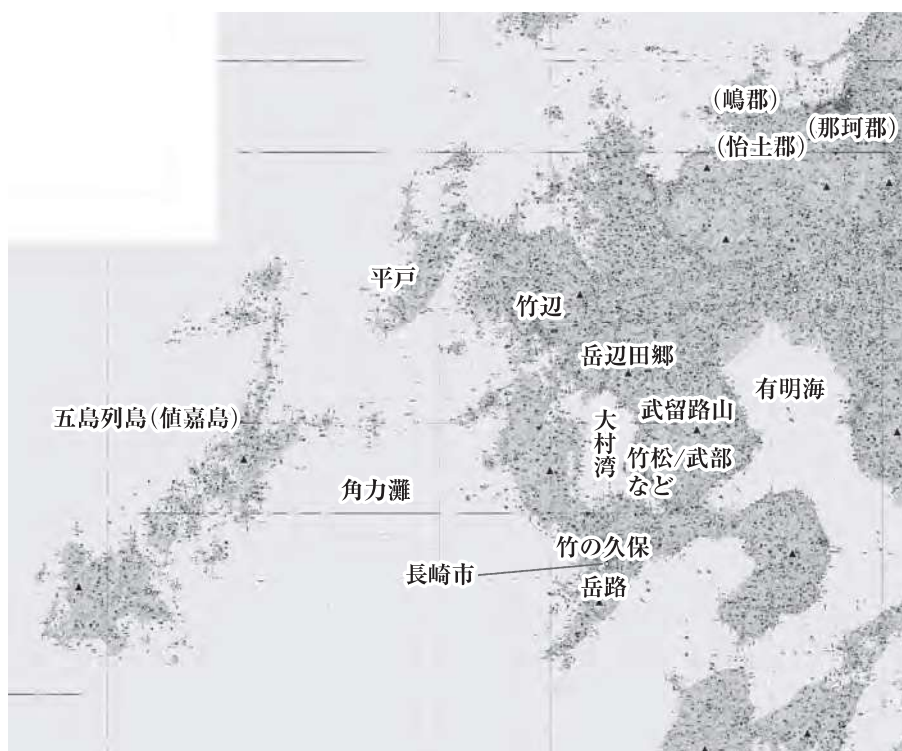 (嶋郡)
(那珂郡)
(怡土郡)
平戸
竹辺
岳辺田郷
有明海
五島列島(値嘉島)
大村湾
武留路山
竹松/武部
など
角力灘
竹の久保
長崎市
岳路